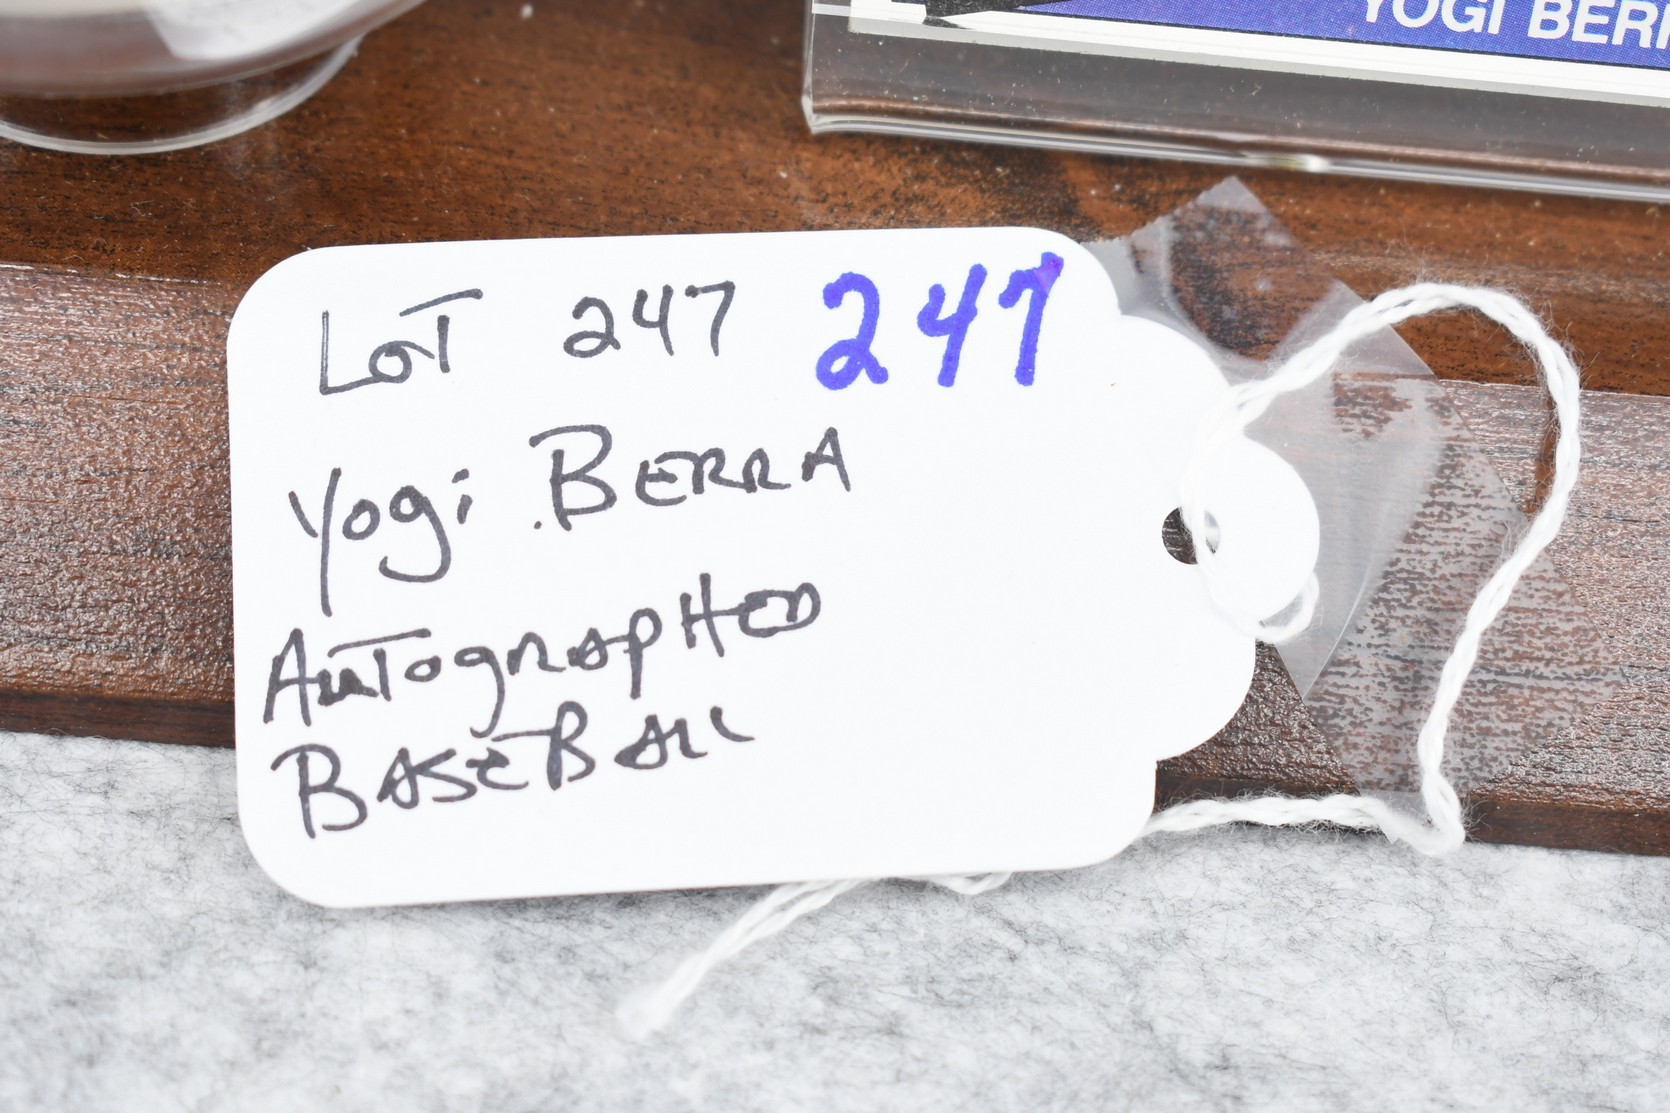 YOGI BERR
LOT 247 247
Yogi BERRA
AUTOgRAPHED
BASEBALL